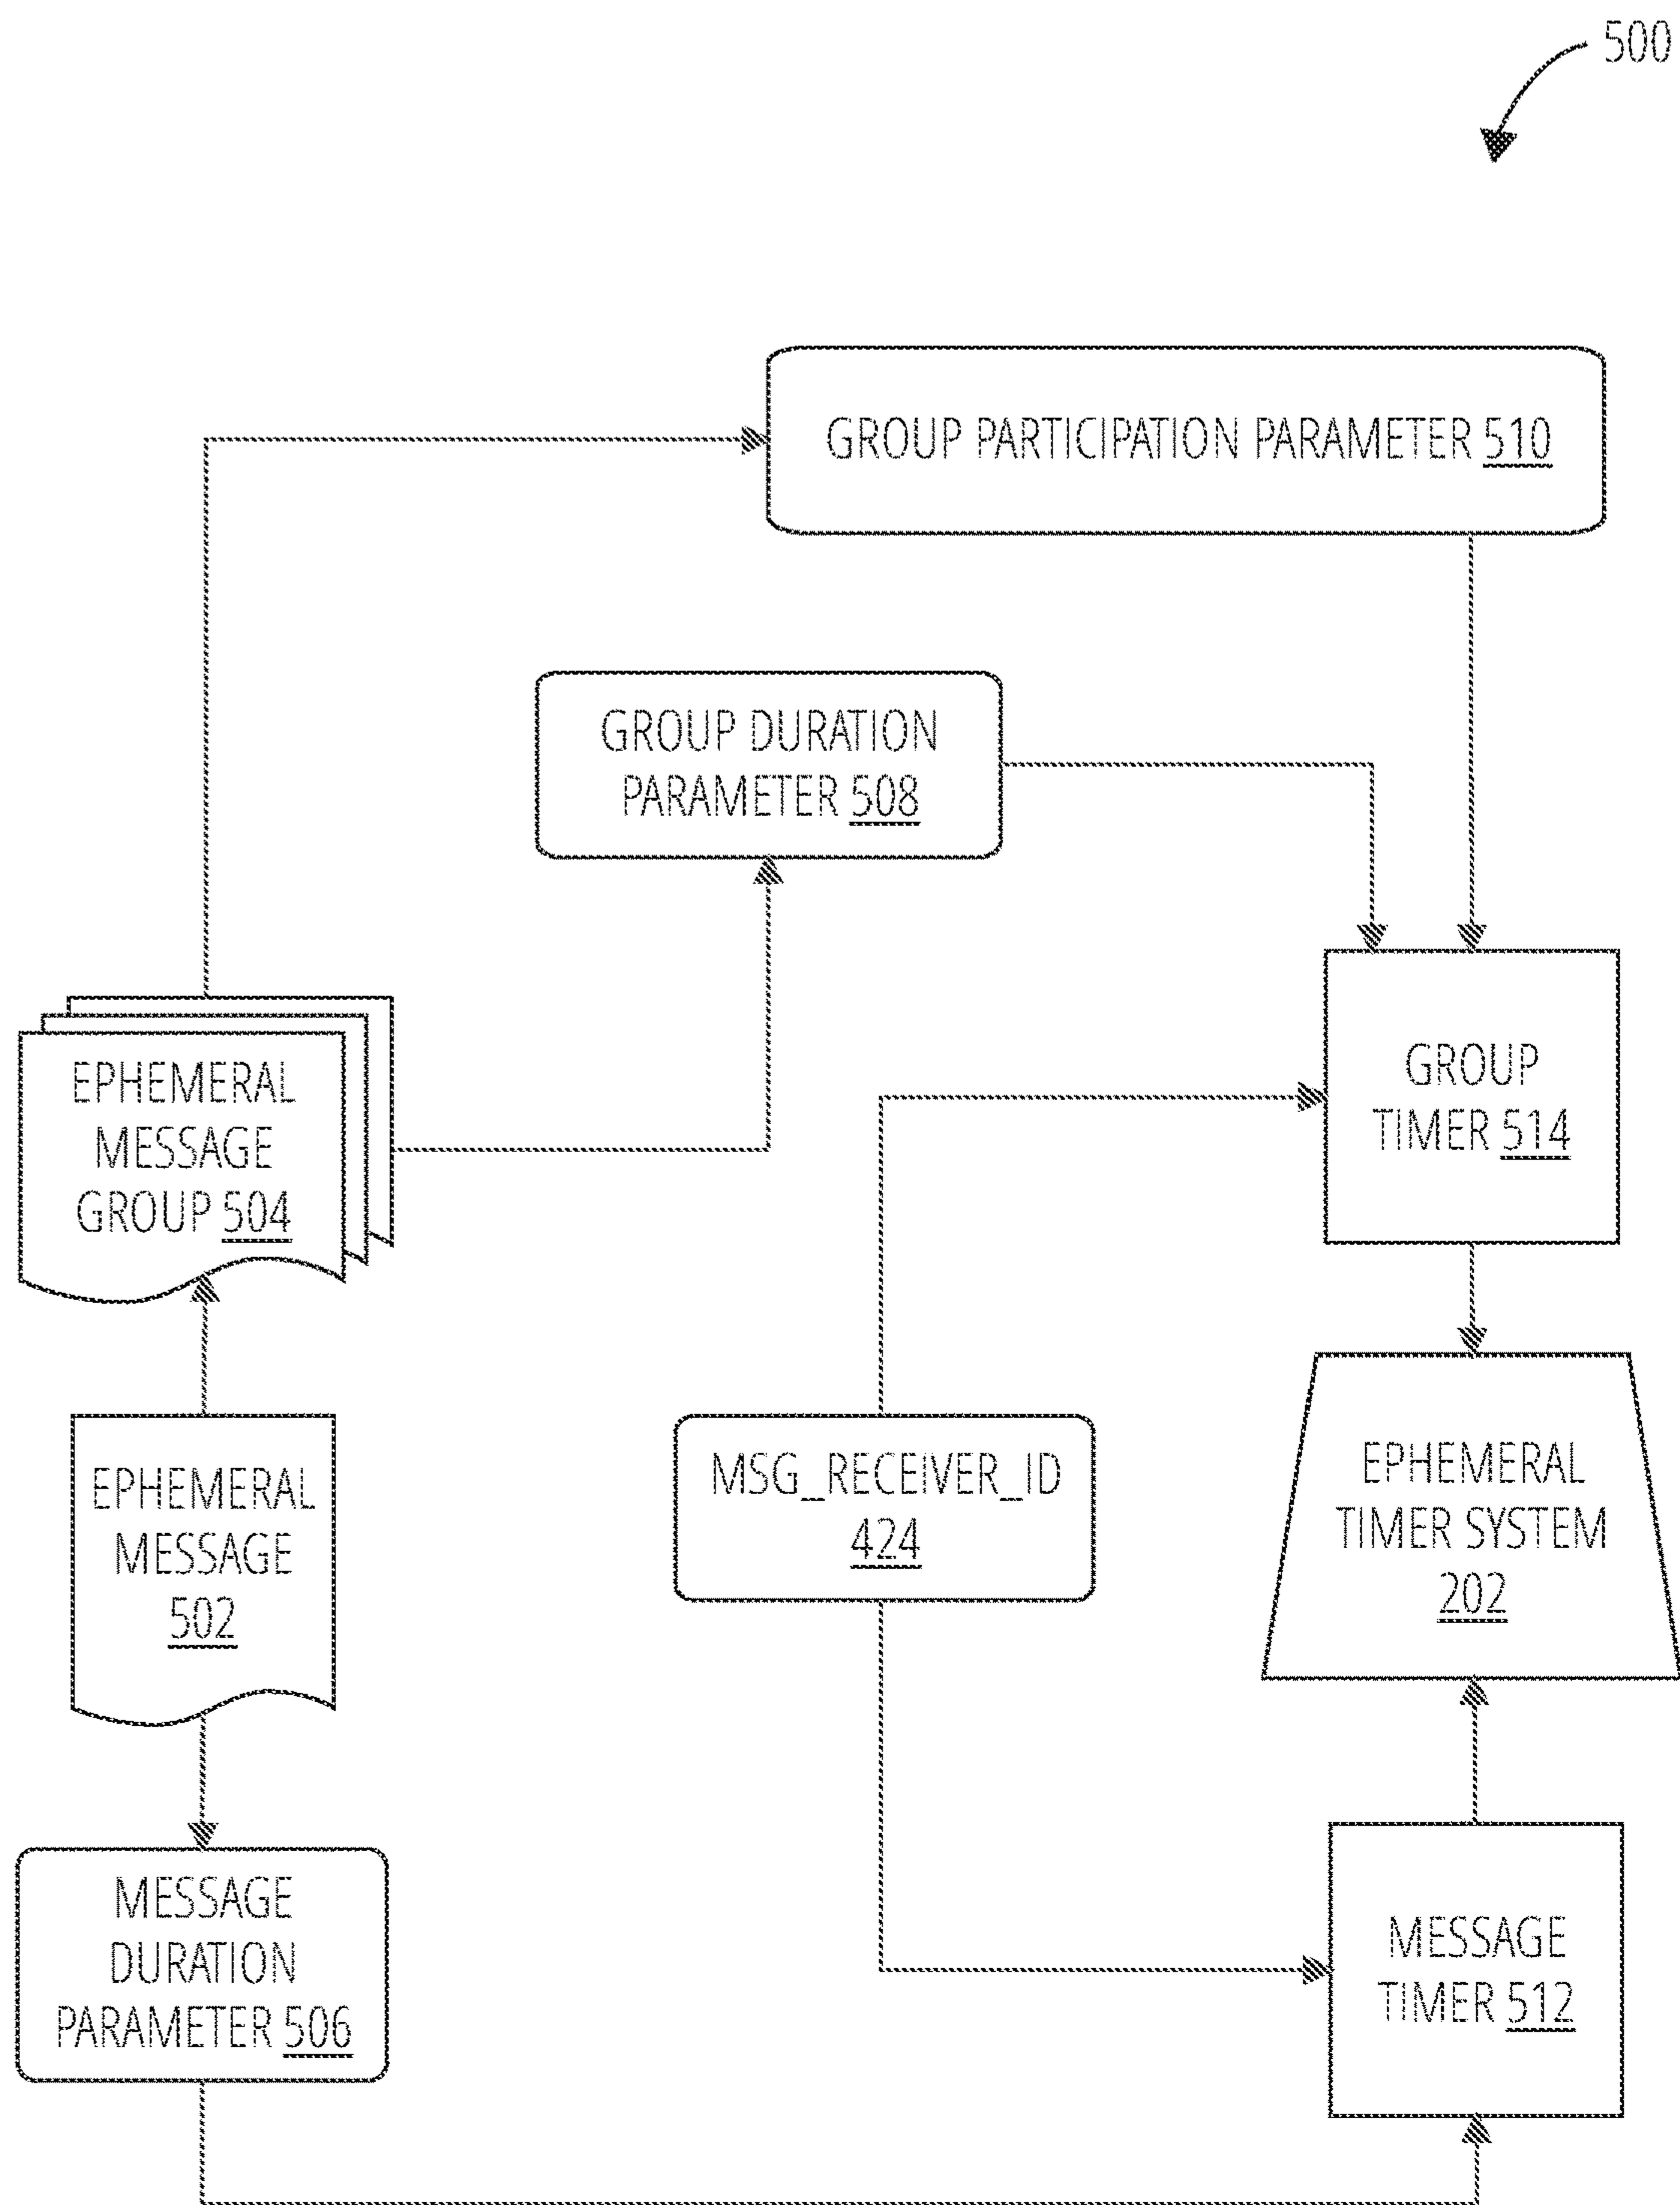 500
GROUP PARTICIPATION PARAMETER 510
GROUP DURATION
PARAMETER 508
EPHEMERAL
MESSAGE
GROUP 504
GROUP
TIMER 514
EPHEMERAL
MESSAGE
502
MSG_RECEIVER_ID
424
EPHEMERAL
TIMER SYSTEM
202
MESSAGE
DURATION
PARAMETER 506
MESSAGE
TIMER 512